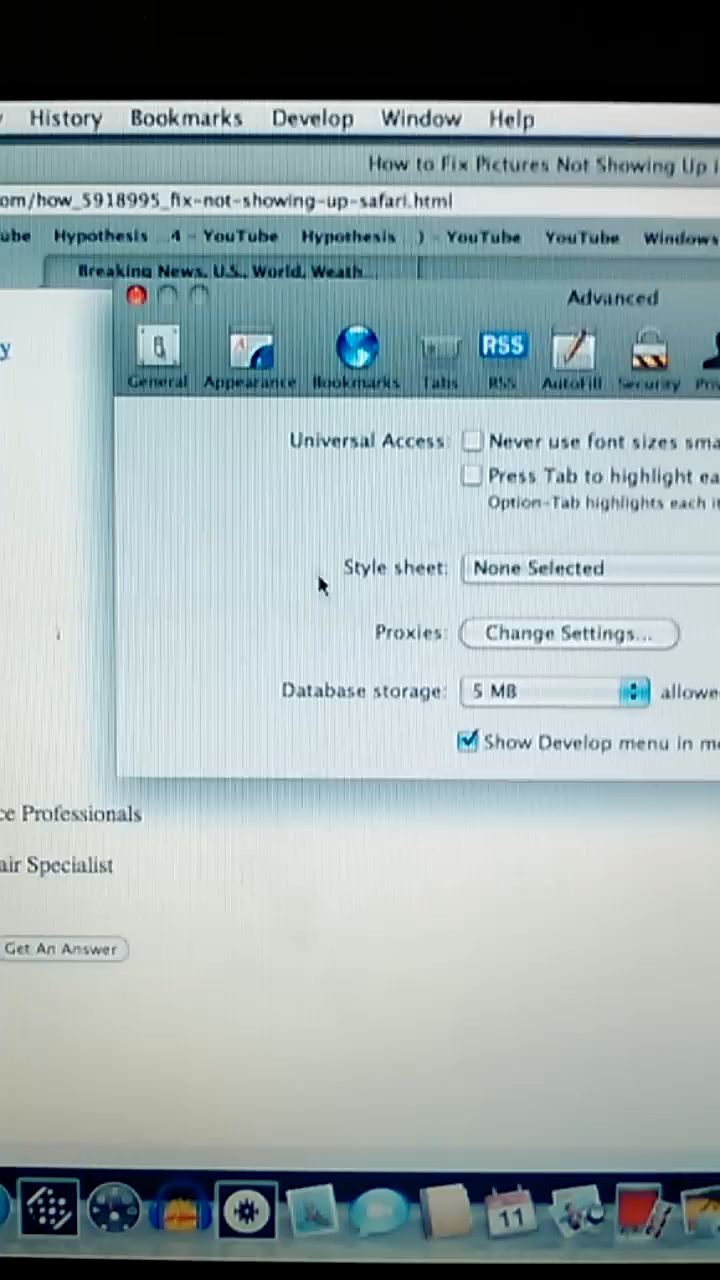 History Bookmarks Develop Window Help
How to Fix Pictures Not Showing Up i
om/how_5918995_fix-not-showing-up-safari.html
ube Hypothesis ...4 - YouTube Hypothesis ...) - YouTube YouTube Windows
Breaking News, U.S., World, Weath...
Advanced
y
RSS
General Appearance Bookmarks Tabs RSS AutoFill Security Pri
Universal Access: Never use font sizes sma
Press Tab to highlight ea
Option-Tab highlights each it
Style sheet: None Selected
Proxies: Change Settings...
Database storage: 5 MB allowe
Show Develop menu in me
ce Professionals
air Specialist
Get An Answer
11